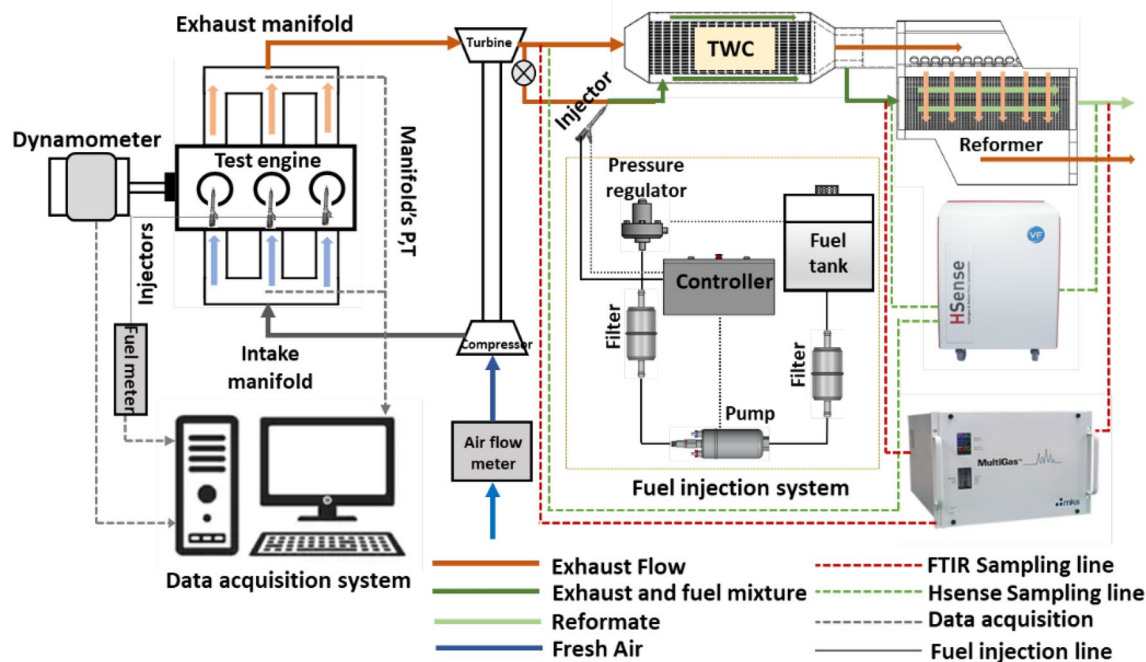 Exhaust manifold
Turbine
TWC
Injector
Dynamometer
Test engine
Manifold's P,T
Reformer
Pressure
regulator
Fuel
tank
Injectors
Controller
VF
HSense
Filter
Filter
Compressor
Intake
manifold
Fuel meter
Pump
Air flow
meter
MultiGas™
mks
Fuel injection system
Data acquisition system
Exhaust Flow
Exhaust and fuel mixture
Reformate
Fresh Air
FTIR Sampling line
Hsense Sampling line
Data acquisition
Fuel injection line